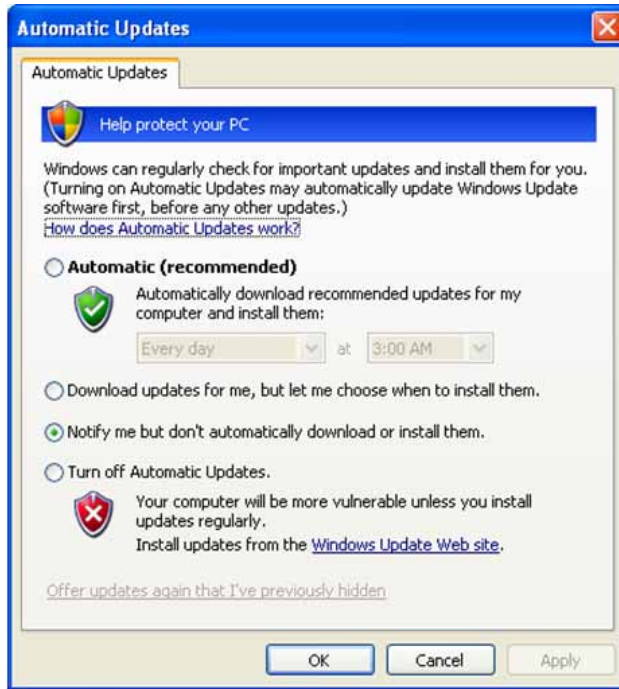 Automatic Updates
Automatic Updates
Help protect your PC
Windows can regularly check for important updates and install them for you.
(Turning on Automatic Updates may automatically update Windows Update
software first, before any other updates.)
How does Automatic Updates work?
Automatic (recommended)
Automatically download recommended updates for my
computer and install them:
Every day at 3:00 AM
Download updates for me, but let me choose when to install them.
Notify me but don't automatically download or install them.
Turn off Automatic Updates.
Your computer will be more vulnerable unless you install
updates regularly.
Install updates from the Windows Update Web site.
Offer updates again that I've previously hidden
OK Cancel Apply